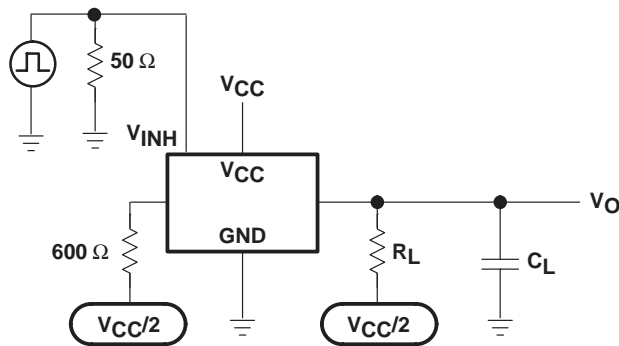 50 Ω
VCC
VINH
VCC
VO
GND
600 Ω
RL
CL
VCC/2
VCC/2